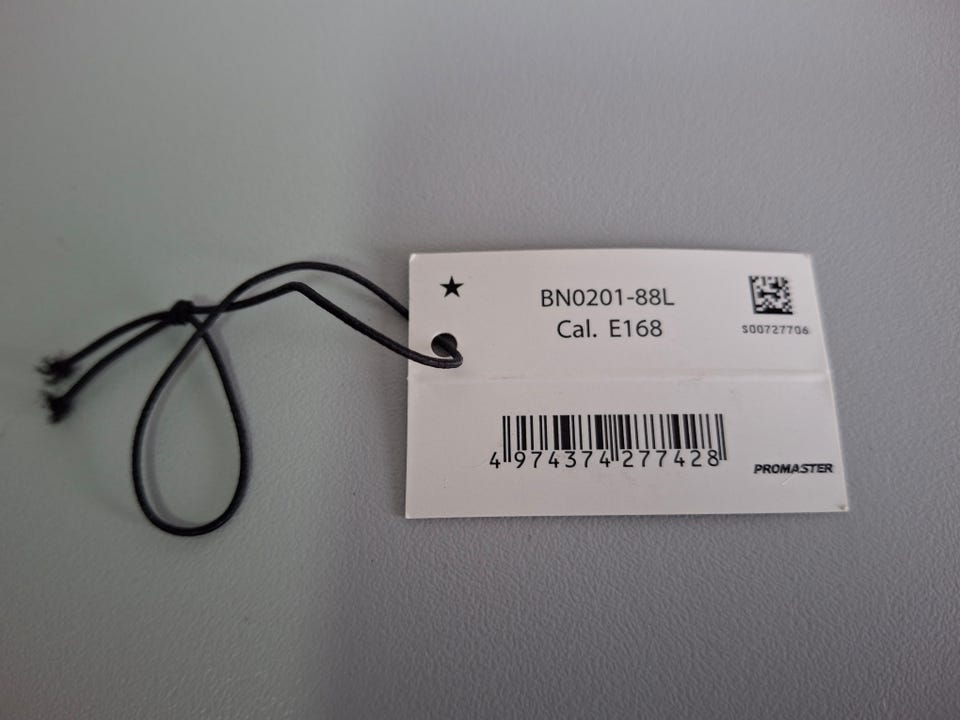 BN0201-88L
Cal. E168
S00727706
4 974374 277428
PROMASTER